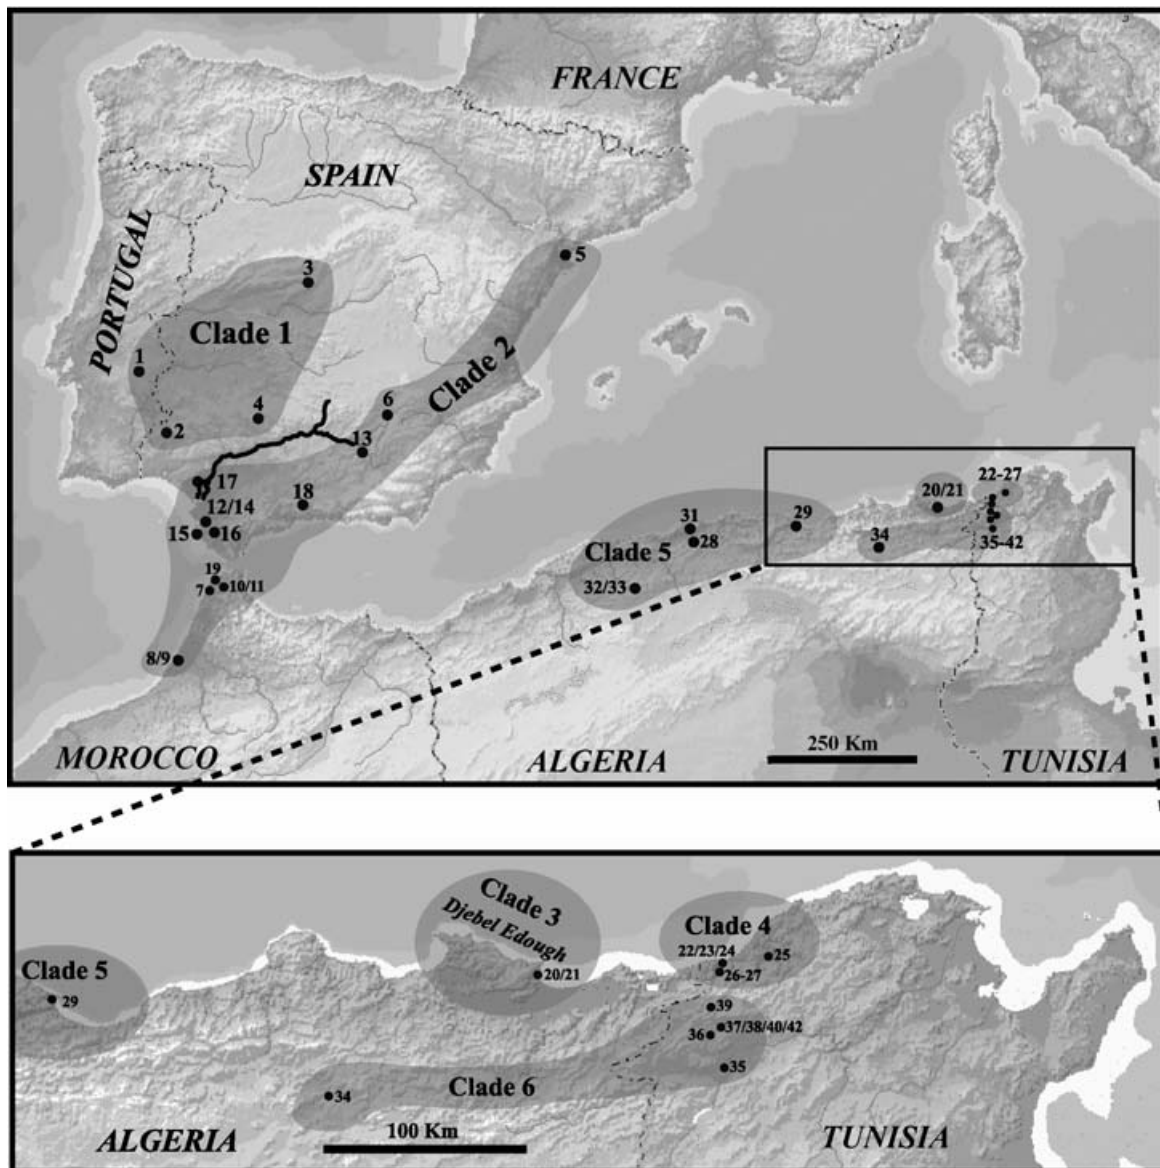 FRANCE
SPAIN
PORTUGAL
5
3
Clade 1
Clade 2
1
6
4
2
13
17
18
12/14
15
16
19
7
10/11
8/9
22-27
20/21
31
29
Clade 5
28
34
35-42
32/33
250 Km
MOROCCO
ALGERIA
TUNISIA
Clade 3
Djebel Edough
Clade 4
22/23/24
25
Clade 5
20/21
26-27
29
39
37/38/40/42
36
35
Clade 6
34
100 Km
ALGERIA
TUNISIA